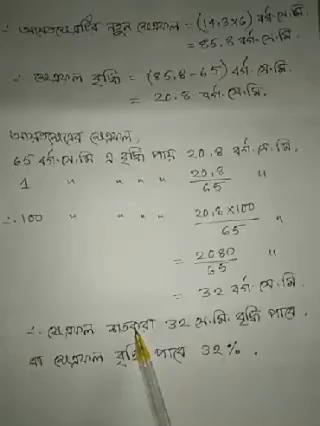 ∴ আয়তক্ষেত্রটির নতুন ক্ষেত্রফল = (14.3×6) বর্গ.সে.মি.
= 85.8 বর্গ.সে.মি.
∴ ক্ষেত্রফল বৃদ্ধি = (85.8-65) বর্গ.সে.মি.
= 20.8 বর্গ.সে.মি.
আয়তক্ষেত্রের ক্ষেত্রফল,
65 বর্গ.সে.মি এ বৃদ্ধি পায় 20.8 বর্গ.সে.মি.
1 " " " " 20.8/65 "
∴ 100 " " " " 20.8×100/65 "
= 2080/65 "
= 32 বর্গ.সে.মি.
∴ ক্ষেত্রফল শতকরা 32 সে.মি. বৃদ্ধি পাবে
বা ক্ষেত্রফল বৃদ্ধি পাবে 32%.